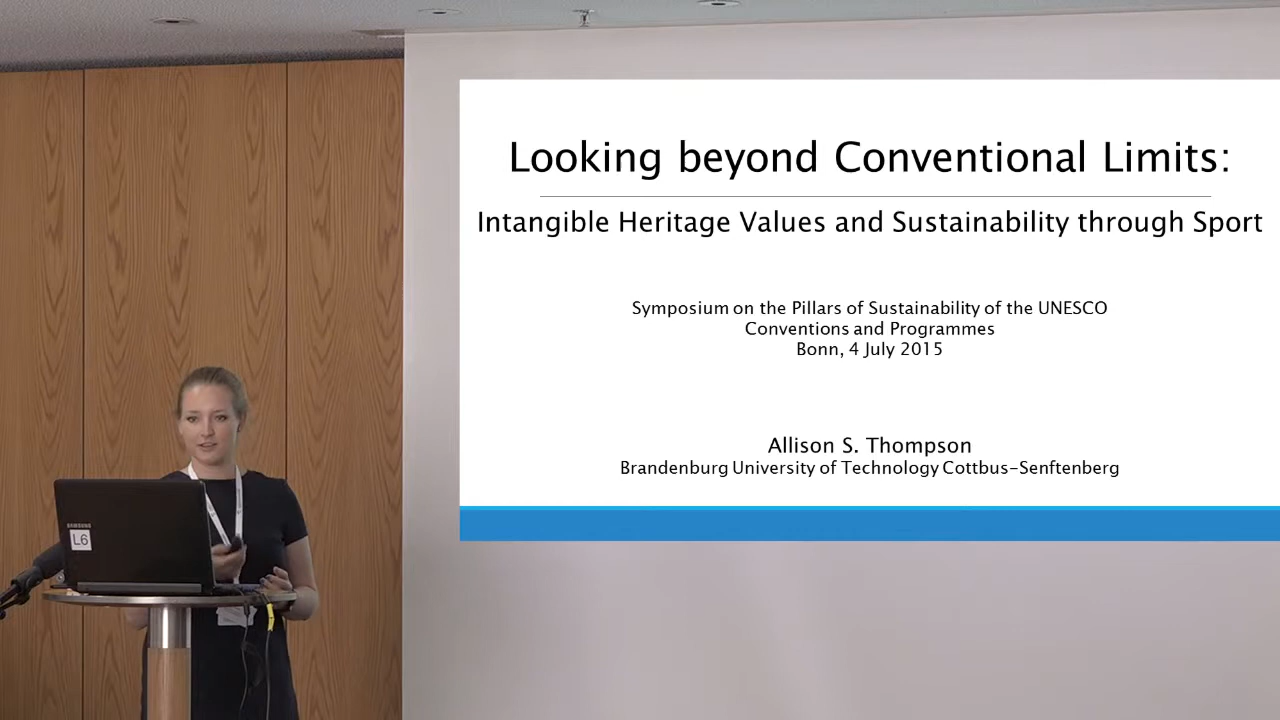 Looking beyond Conventional Limits:
Intangible Heritage Values and Sustainability through Sport
Symposium on the Pillars of Sustainability of the UNESCO
Conventions and Programmes
Bonn, 4 July 2015
Allison S. Thompson
Brandenburg University of Technology Cottbus-Senftenberg
SAMSUNG
L6